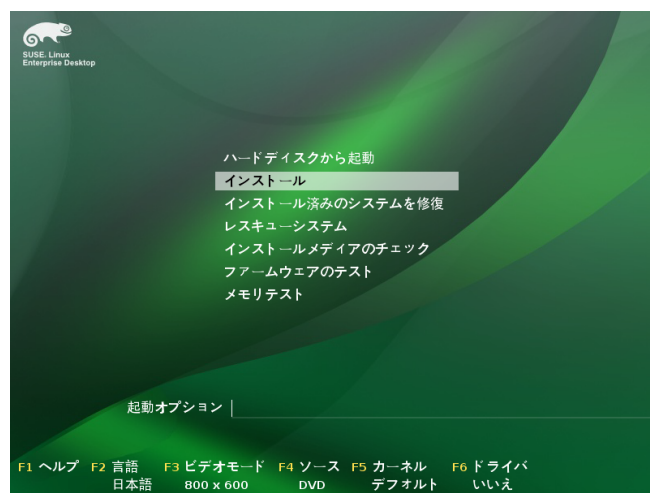 SUSE. Linux
Enterprise Desktop
ハードディスクから起動
インストール
インストール済みのシステムを修復
レスキューシステム
インストールメディアのチェック
ファームウェアのテスト
メモリテスト
起動オプション
F1 ヘルプ F2 言語 F3 ビデオモード F4 ソース F5 カーネル F6 ドライバ
日本語 800 x 600 DVD デフォルト いいえ